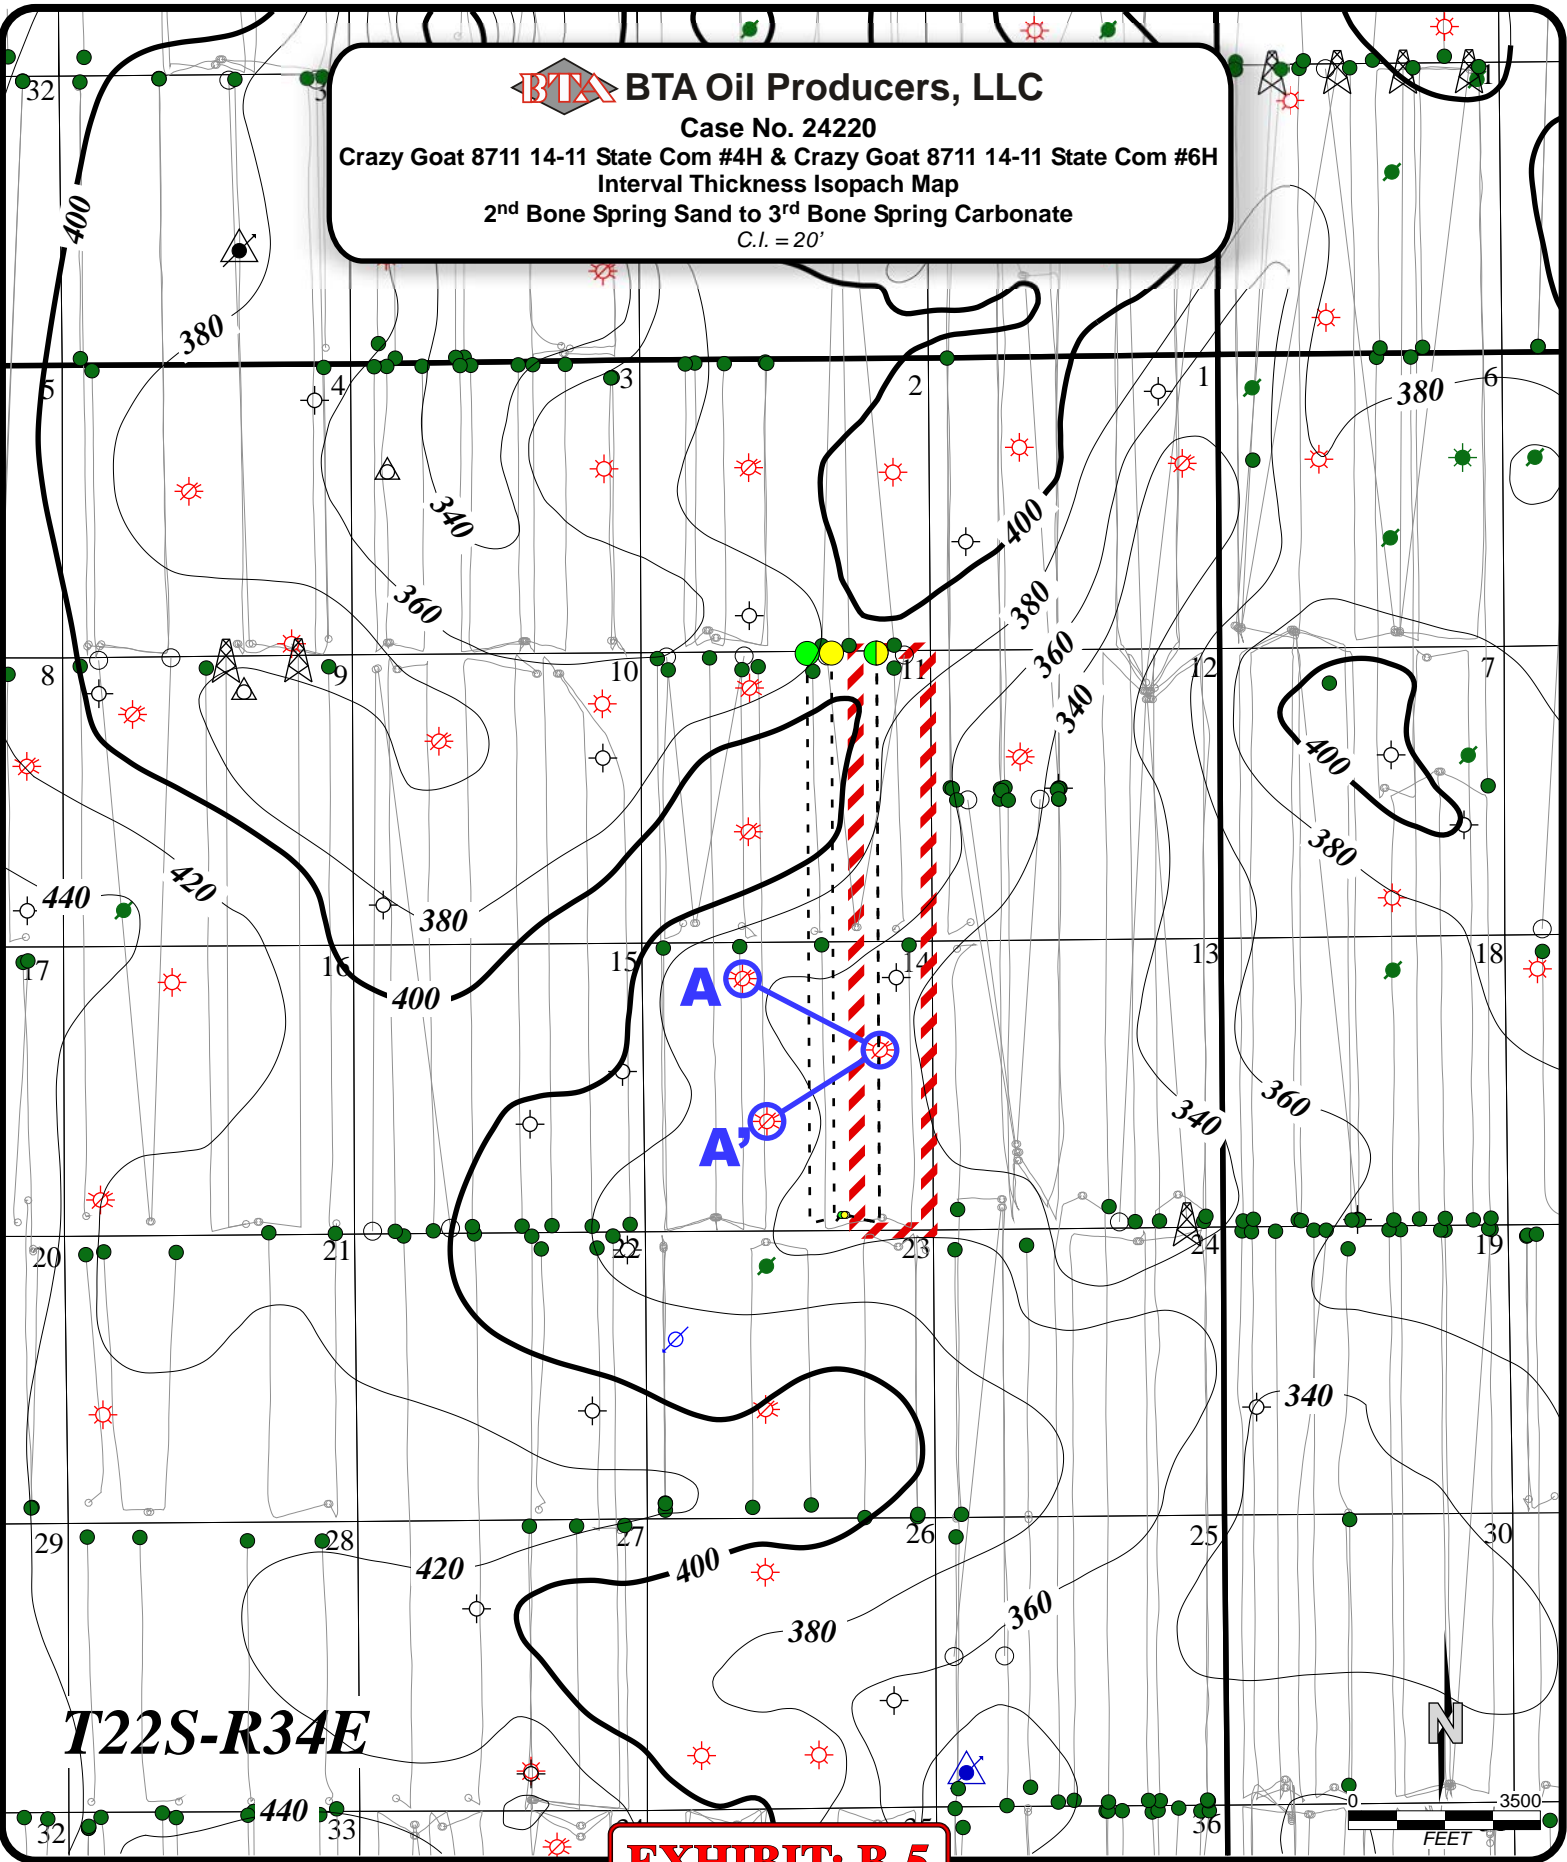 BTA BTA Oil Producers, LLC
Case No. 24220
Crazy Goat 8711 14-11 State Com #4H & Crazy Goat 8711 14-11 State Com #6H
Interval Thickness Isopach Map
2nd Bone Spring Sand to 3rd Bone Spring Carbonate
C.I. = 20'
32
400
380
5 4 3 2 1 6
380
340
400
360
380
360
8 9 10 11 12 7
340
400
380
440
420
380
17 16 15 14 13 18
400
A
A’
360
340
20 21 22 23 24 19
340
29 28 27 26 25 30
420
400
380
360
T22S-R34E
N
0 3500
FEET
440
32 33 36
EXHIBIT: B-5